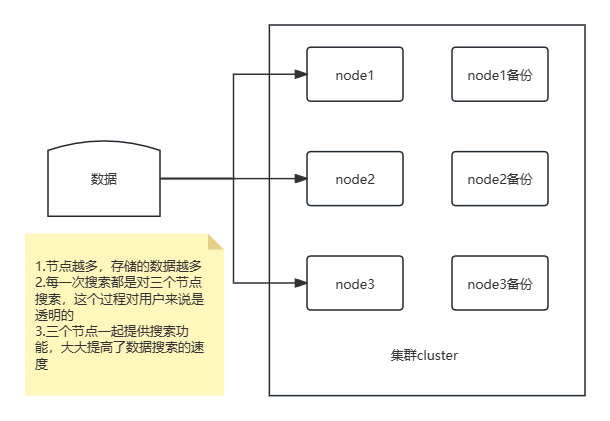 node1
node1备份
数据
node2
node2备份
1.节点越多，存储的数据越多
2.每一次搜索都是对三个节点
搜索，这个过程对用户来说是
透明的
3.三个节点一起提供搜索功
能，大大提高了数据搜索的速
度
node3
node3备份
集群cluster